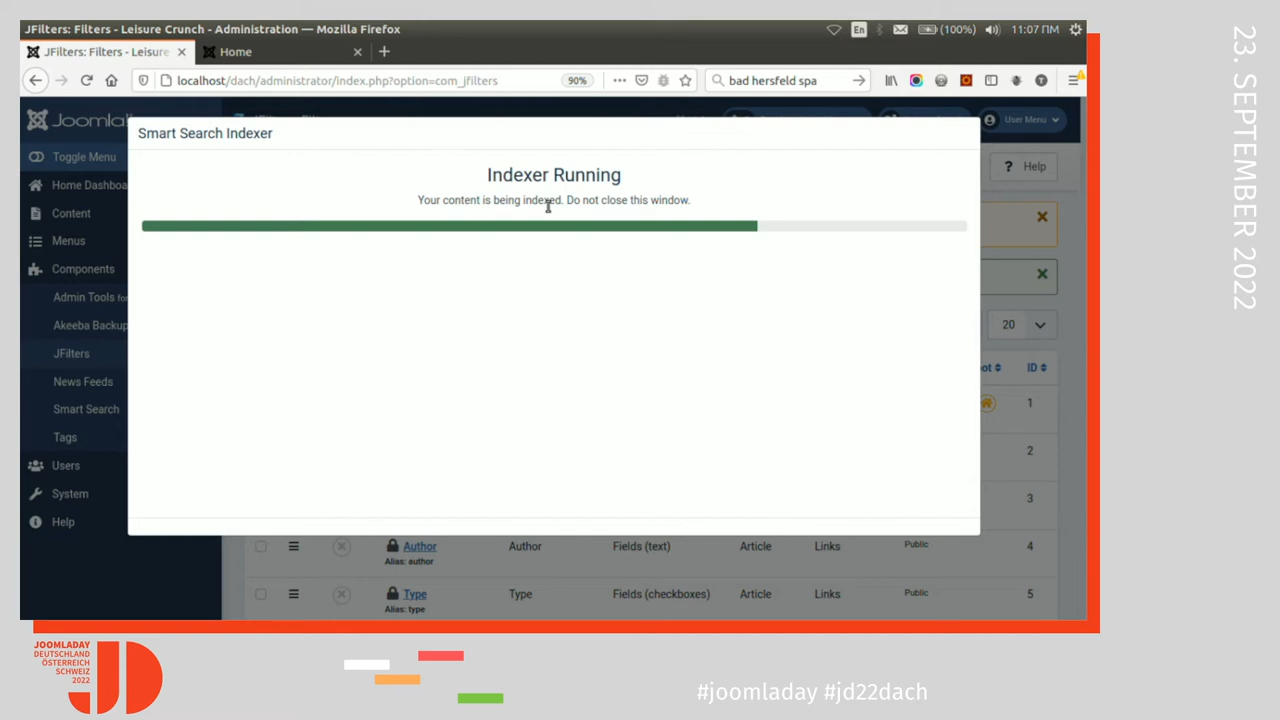 JFilters: Filters - Leisure Crunch - Administration — Mozilla Firefox
En
(100%)
11:07 ΠΜ
JFilters: Filters - Leisure
Home
localhost/dach/administrator/index.php?option=com_jfilters
90%
bad hersfeld spa
Joomla
User Menu
Smart Search Indexer
Toggle Menu
Indexer Running
Help
Home Dashboa
Your content is being indexed. Do not close this window.
Content
Menus
Components
Admin Tools for
Akeeba Backup
20
JFilters
ot
ID
News Feeds
Smart Search
1
Tags
2
Users
System
3
Help
Author
Author
Fields (text)
Article
Links
Public
4
Alias: author
Type
Type
Fields (checkboxes)
Article
Links
Public
5
Alias: type
23. SEPTEMBER 2022
JOOMLADAY
DEUTSCHLAND
ÖSTERREICH
SCHWEIZ
2022
JD
#joomladay #jd22dach